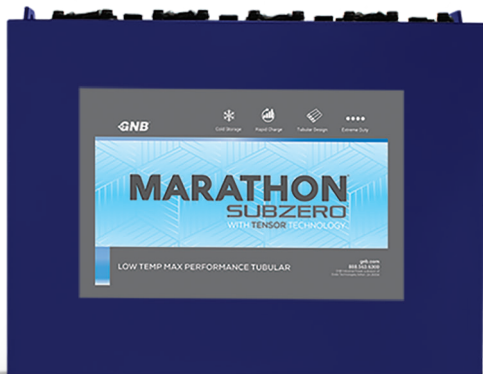 GNB
Cold Storage
Rapid Charge
Tubular Design
Extreme Duty
MARATHON
SUBZERO
WITH TENSOR TECHNOLOGY
LOW TEMP MAX PERFORMANCE TUBULAR
gnb.com